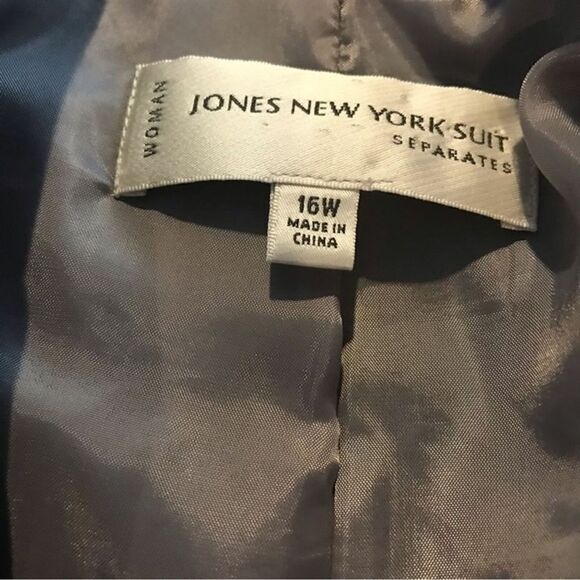 WOMAN
JONES NEW YORK SUIT
SEPARATES
16W
MADE IN
CHINA